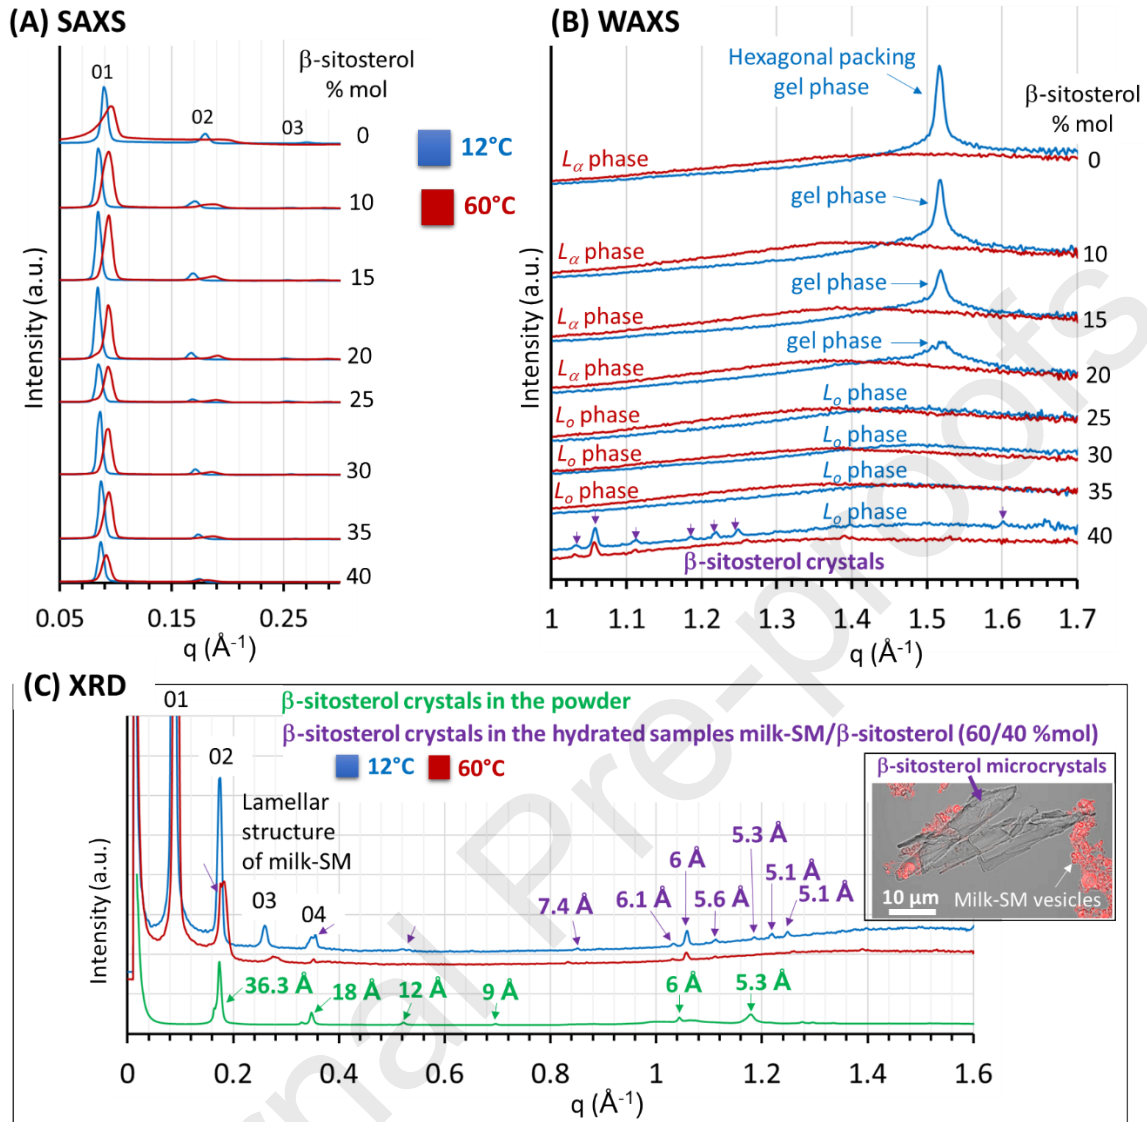 (A) SAXS
β-sitosterol
% mol
01
02
03
0
10
15
20
25
30
35
40
12°C
60°C
Intensity (a.u.)
0.05
0.15
0.25
q (Å-1)
(B) WAXS
Hexagonal packing
gel phase
β-sitosterol
% mol
Lα phase
0
gel phase
Lα phase
10
gel phase
Lα phase
15
gel phase
Lα phase
20
Lo phase
Lo phase
25
Lo phase
Lo phase
30
Lo phase
Lo phase
35
Lo phase
40
β-sitosterol crystals
Intensity (a.u.)
1
1.1
1.2
1.3
1.4
1.5
1.6
1.7
q (Å-1)
(C) XRD
β-sitosterol crystals in the powder
β-sitosterol crystals in the hydrated samples milk-SM/β-sitosterol (60/40 %mol)
12°C
60°C
01
02
Lamellar
structure
of milk-SM
03
04
7.4 Å
6.1 Å
6 Å
5.6 Å
5.3 Å
5.1 Å
5.1 Å
β-sitosterol microcrystals
10 µm
Milk-SM vesicles
36.3 Å
18 Å
12 Å
9 Å
6 Å
5.3 Å
Intensity (a.u.)
0
0.2
0.4
0.6
0.8
1
1.2
1.4
1.6
q (Å-1)
rnal Pre-proofs